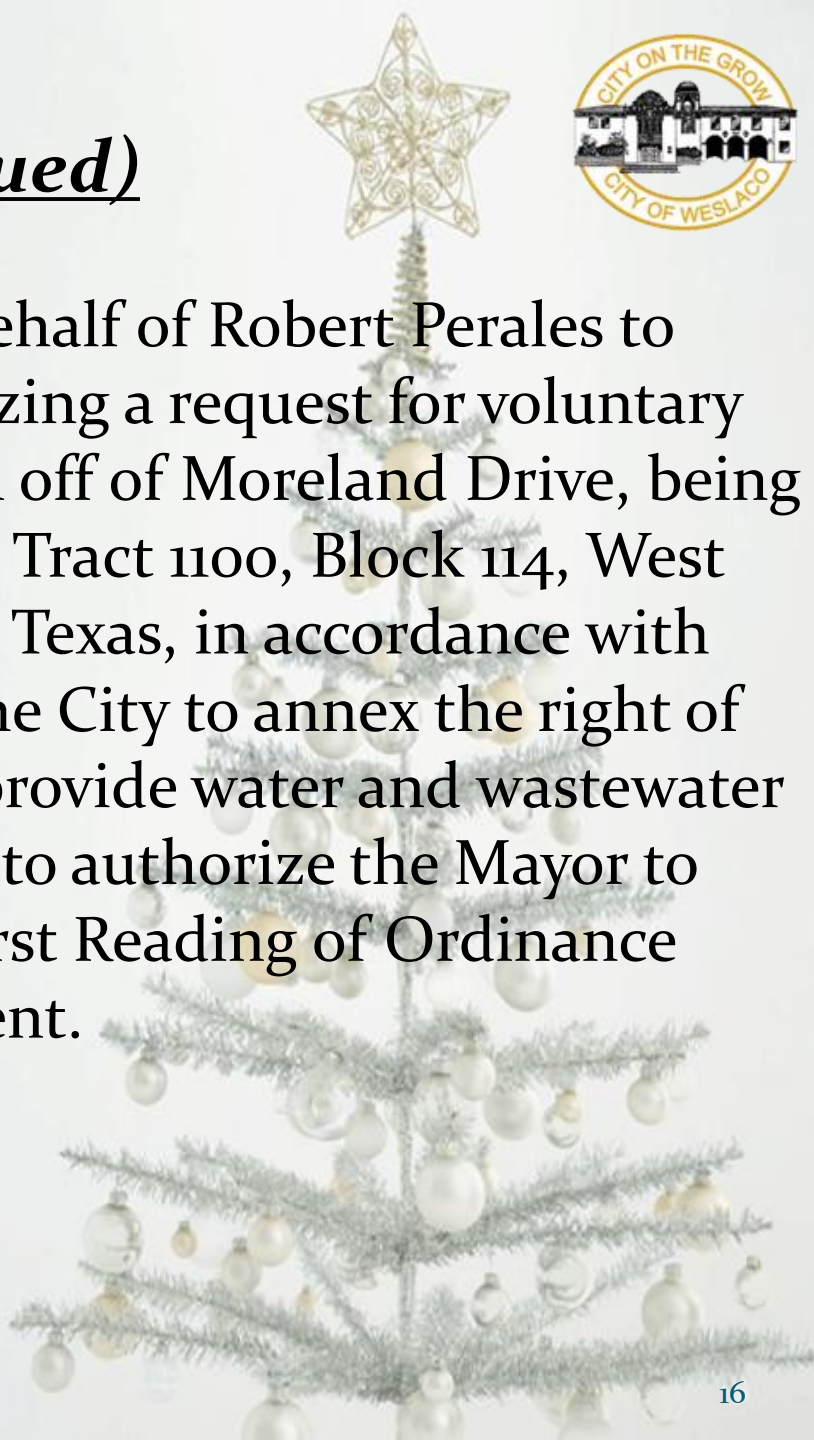 CITY ON THE GROW
CITY OF WESLACO
ued)
ehalf of Robert Perales to
zing a request for voluntary
off of Moreland Drive, being
Tract 1100, Block 114, West
Texas, in accordance with
he City to annex the right of
provide water and wastewater
to authorize the Mayor to
rst Reading of Ordinance
ent.
16